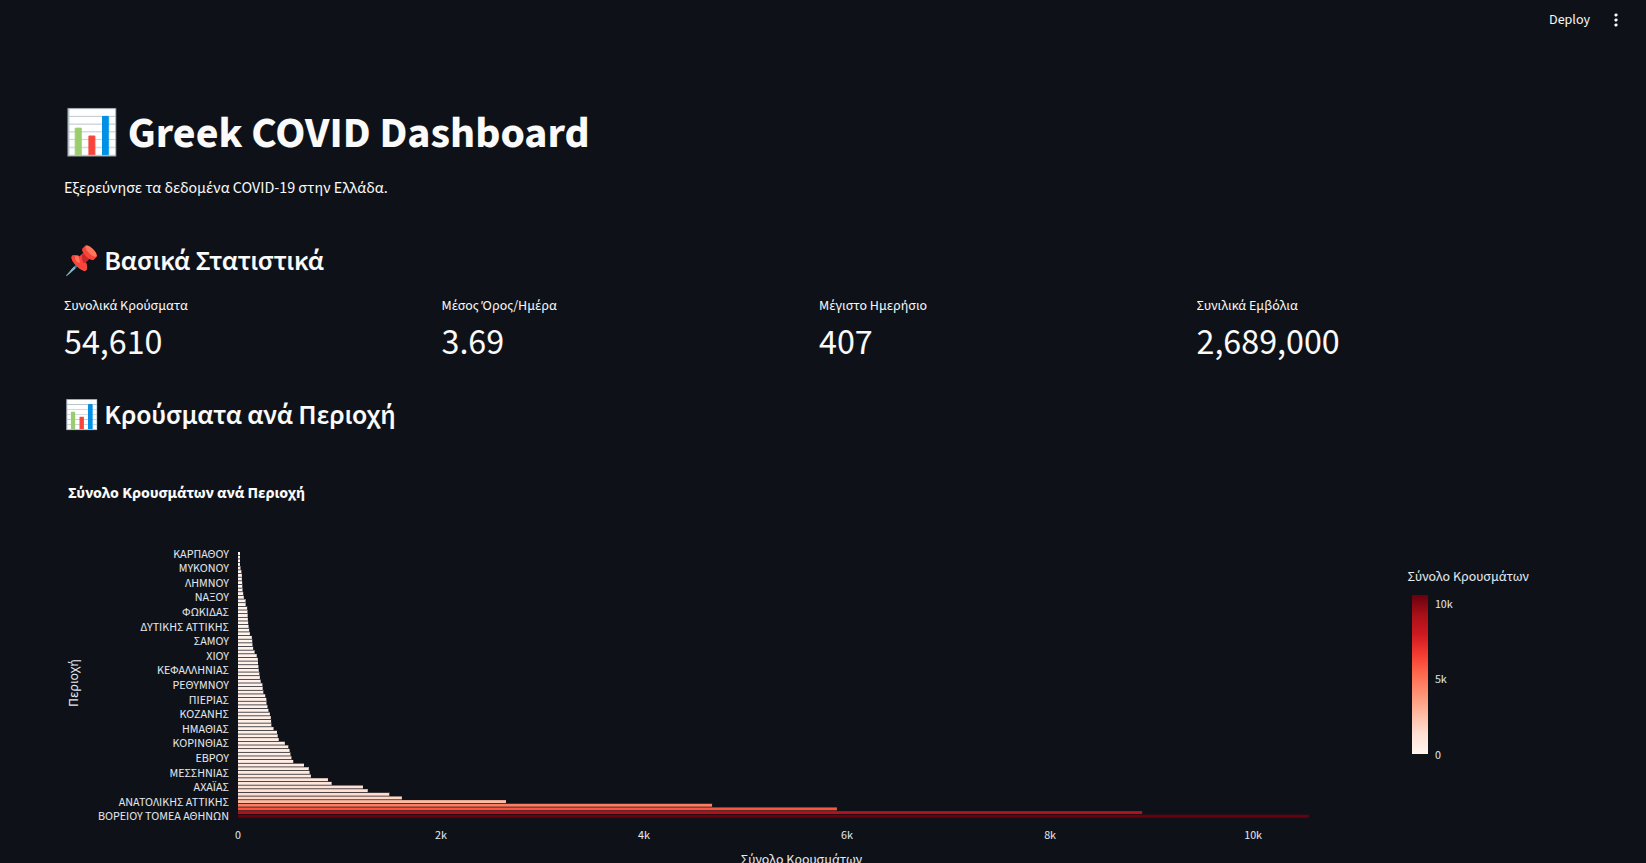 Deploy
Greek COVID Dashboard
Εξερεύνησε τα δεδομένα COVID-19 στην Ελλάδα.
Βασικά Στατιστικά
Συνολικά Κρούσματα
Μέσος Όρος/Ημέρα
Μέγιστο Ημερήσιο
Συνιλικά Εμβόλια
54,610
3.69
407
2,689,000
Κρούσματα ανά Περιοχή
Σύνολο Κρουσμάτων ανά Περιοχή
ΚΑΡΠΑΘΟΥ
ΜΥΚΟΝΟΥ
ΛΗΜΝΟΥ
ΝΑΞΟΥ
ΦΩΚΙΔΑΣ
ΔΥΤΙΚΗΣ ΑΤΤΙΚΗΣ
ΣΑΜΟΥ
ΧΙΟΥ
ΚΕΦΑΛΛΗΝΙΑΣ
ΡΕΘΥΜΝΟΥ
ΠΙΕΡΙΑΣ
ΚΟΖΑΝΗΣ
ΗΜΑΘΙΑΣ
ΚΟΡΙΝΘΙΑΣ
ΕΒΡΟΥ
ΜΕΣΣΗΝΙΑΣ
ΑΧΑΪΑΣ
ΑΝΑΤΟΛΙΚΗΣ ΑΤΤΙΚΗΣ
ΒΟΡΕΙΟΥ ΤΟΜΕΑ ΑΘΗΝΩΝ
Περιοχή
0
2k
4k
6k
8k
10k
Σύνολο Κρουσμάτων
Σύνολο Κρουσμάτων
10k
5k
0